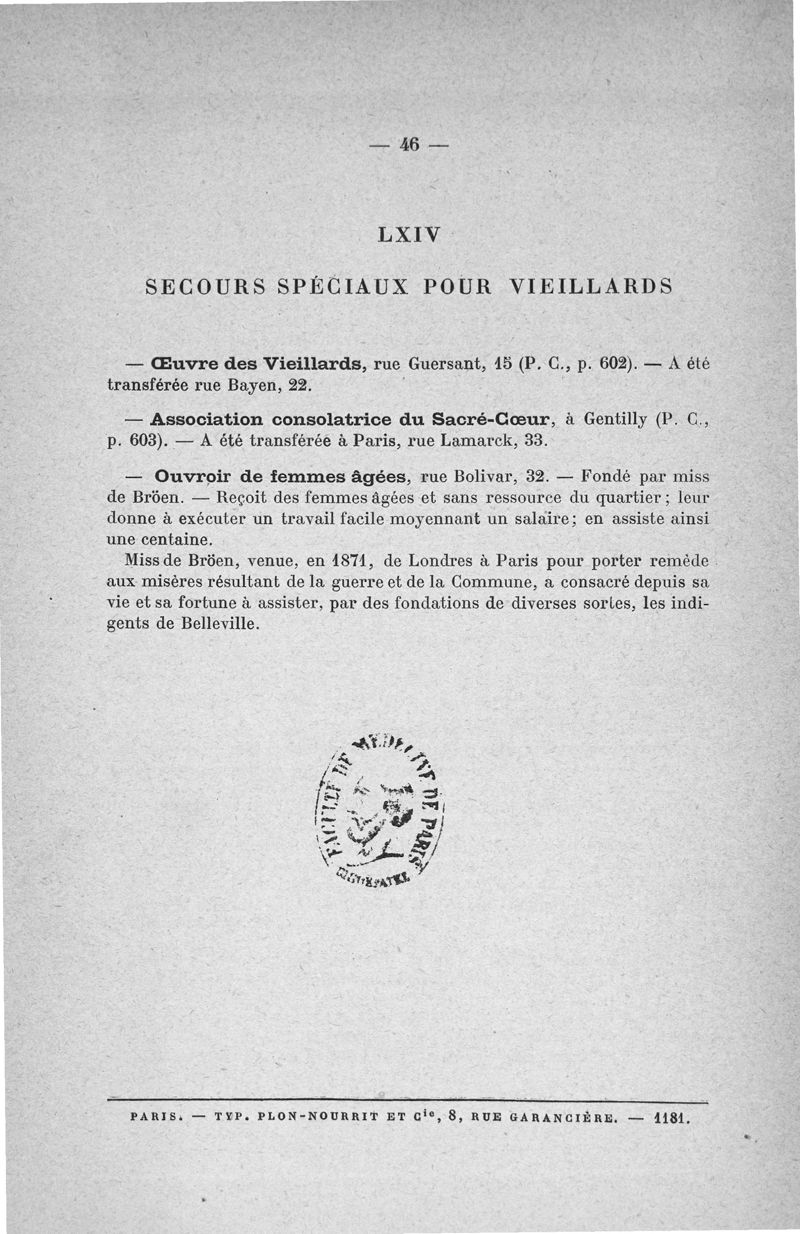 — 46 —
LXIV
SECOURS SPÉCIAUX POUR VIEILLARDS
— Œuvre des Vieillards, rue Guersant, 15 (P. C., p. 602). — A été
transférée rue Bayen, 22.
— Association consolatrice du Sacré-Cœur, à Gentilly (P. C.,
p. 603). — A été transférée à Paris, rue Lamarck, 33.
— Ouvroir de femmes âgées, rue Bolivar, 32. — Fondé par miss
de Bröen. — Reçoit des femmes âgées et sans ressource du quartier ; leur
donne à exécuter un travail facile moyennant un salaire ; en assiste ainsi
une centaine.
Miss de Bröen, venue, en 1871, de Londres à Paris pour porter remède
aux misères résultant de la guerre et de la Commune, a consacré depuis sa
vie et sa fortune à assister, par des fondations de diverses sortes, les indi-
gents de Belleville.
FACULTÉ DE MÉDECINE DE PARIS
PARIS. — TYP. PLON-NOURRIT ET Cie, 8, RUE GARANCIÈRE. — 1181.